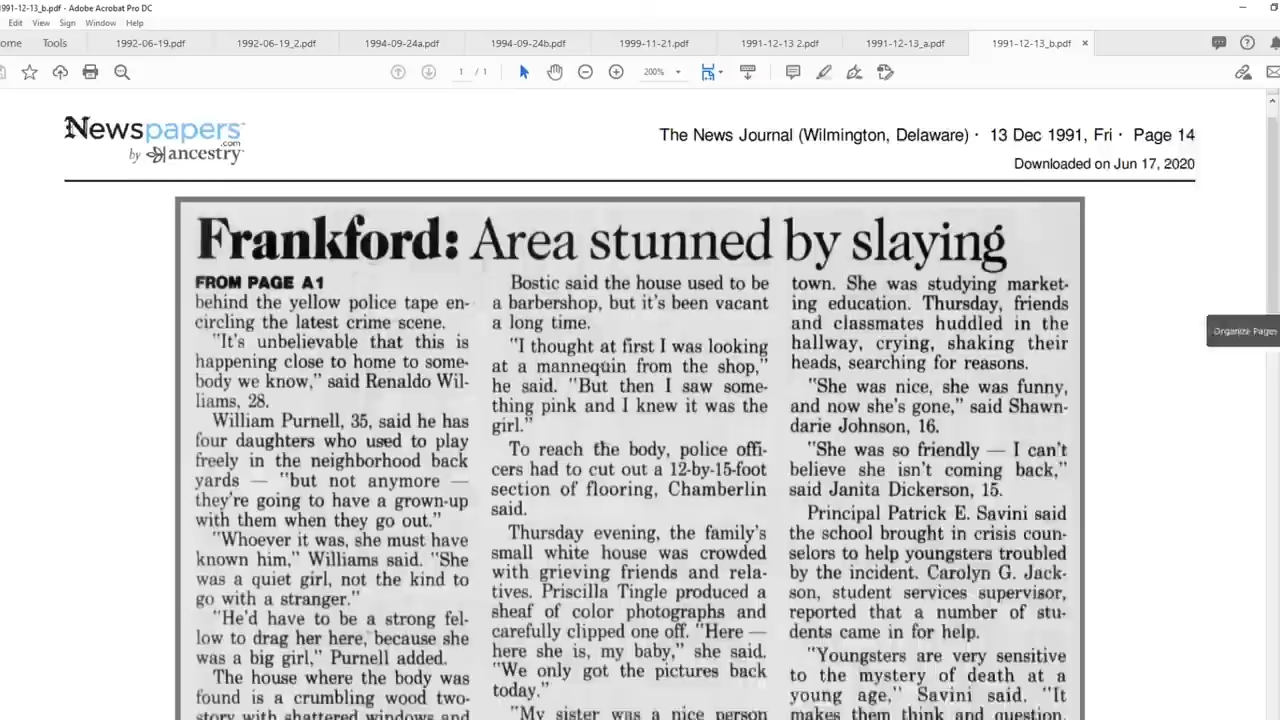 1991-12-13_b.pdf - Adobe Acrobat Pro DC
Edit View Sign Window Help
ome Tools 1992-06-19.pdf 1992-06-19_2.pdf 1994-09-24a.pdf 1994-09-24b.pdf 1999-11-21.pdf 1991-12-13 2.pdf 1991-12-13_a.pdf 1991-12-13_b.pdf ×
1 / 1 200%
Newspapers.com
by ancestry
The News Journal (Wilmington, Delaware) · 13 Dec 1991, Fri · Page 14
Downloaded on Jun 17, 2020
Organize Pages
Frankford: Area stunned by slaying
FROM PAGE A1
behind the yellow police tape en-
circling the latest crime scene.
"It's unbelievable that this is
happening close to home to some-
body we know," said Renaldo Wil-
liams, 28.
William Purnell, 35, said he has
four daughters who used to play
freely in the neighborhood back
yards — "but not anymore —
they're going to have a grown-up
with them when they go out."
"Whoever it was, she must have
known him," Williams said. "She
was a quiet girl, not the kind to
go with a stranger."
"He'd have to be a strong fel-
low to drag her here, because she
was a big girl," Purnell added.
The house where the body was
found is a crumbling wood two-
story with shattered windows and
Bostic said the house used to be
a barbershop, but it's been vacant
a long time.
"I thought at first I was looking
at a mannequin from the shop,"
he said. "But then I saw some-
thing pink and I knew it was the
girl."
To reach the body, police offi-
cers had to cut out a 12-by-15-foot
section of flooring, Chamberlin
said.
Thursday evening, the family's
small white house was crowded
with grieving friends and rela-
tives. Priscilla Tingle produced a
sheaf of color photographs and
carefully clipped one off. "Here —
here she is, my baby," she said.
"We only got the pictures back
today."
"My sister was a nice person
town. She was studying market-
ing education. Thursday, friends
and classmates huddled in the
hallway, crying, shaking their
heads, searching for reasons.
"She was nice, she was funny,
and now she's gone," said Shawn-
darie Johnson, 16.
"She was so friendly — I can't
believe she isn't coming back,"
said Janita Dickerson, 15.
Principal Patrick E. Savini said
the school brought in crisis coun-
selors to help youngsters troubled
by the incident. Carolyn G. Jack-
son, student services supervisor,
reported that a number of stu-
dents came in for help.
"Youngsters are very sensitive
to the mystery of death at a
young age," Savini said. "It
makes them think and question.